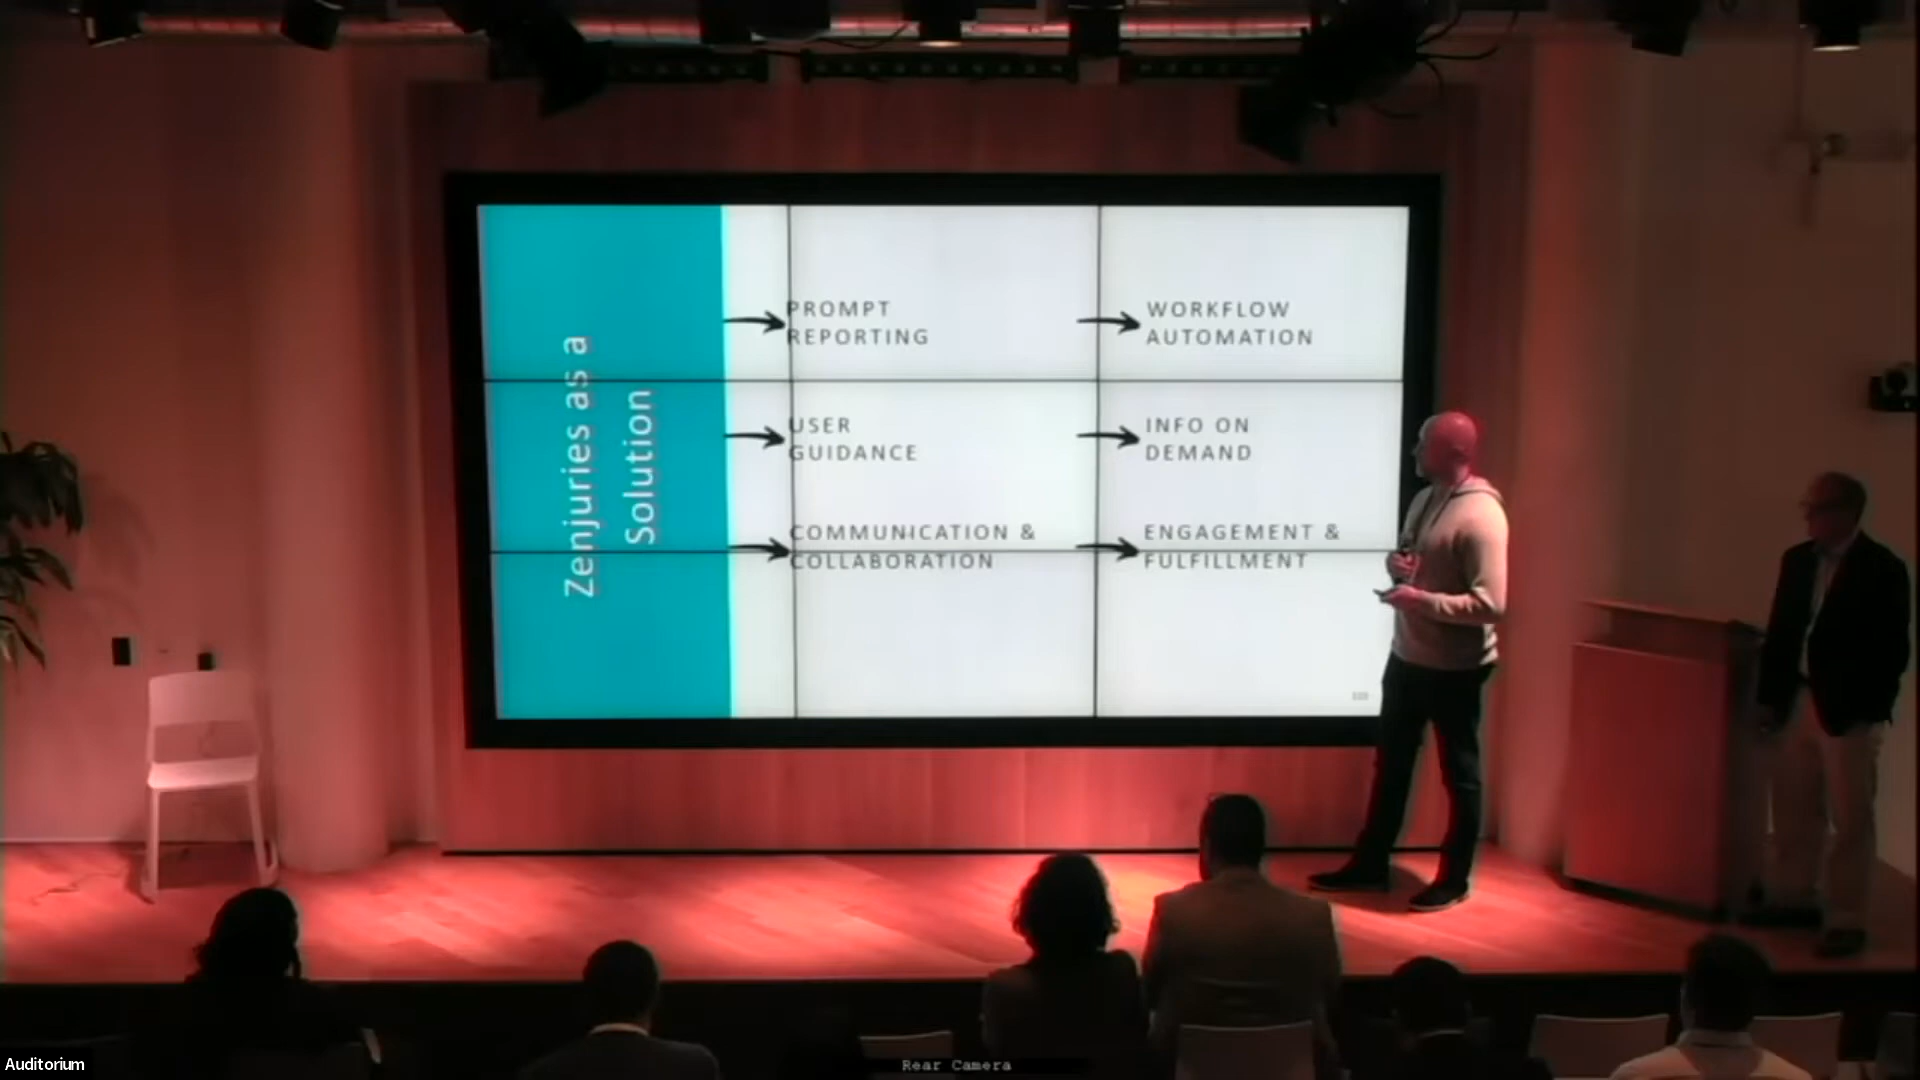 Zenjuries as a
Solution
PROMPT
REPORTING
WORKFLOW
AUTOMATION
USER
GUIDANCE
INFO ON
DEMAND
COMMUNICATION &
COLLABORATION
ENGAGEMENT &
FULFILLMENT
Auditorium
Rear Camera